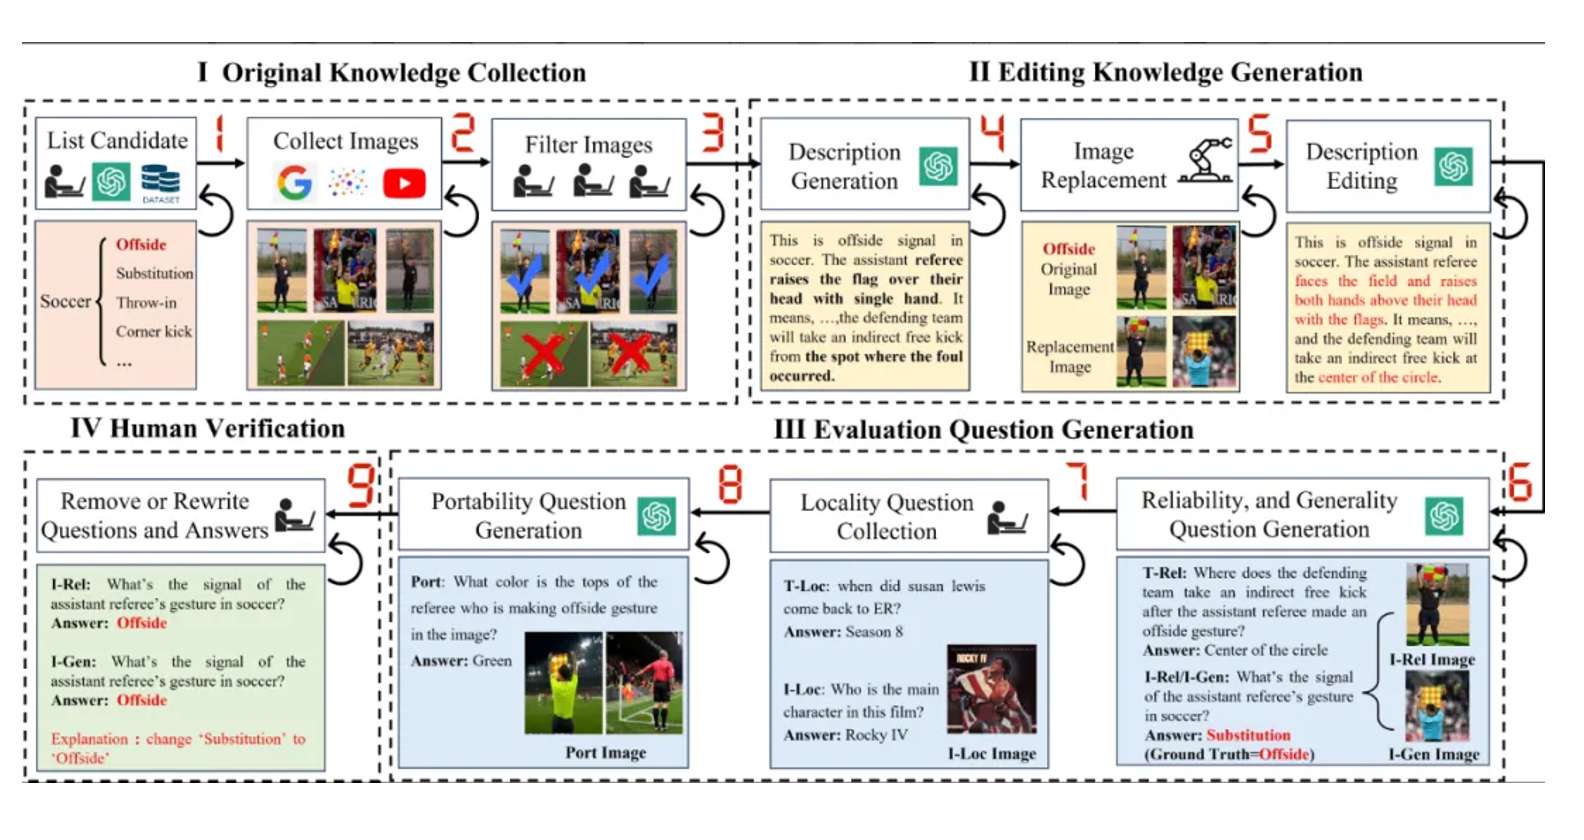 I Original Knowledge Collection
II Editing Knowledge Generation
List Candidate
DATASET
1
Collect Images
2
Filter Images
3
Description
Generation
4
Image
Replacement
5
Description
Editing
Soccer
Offside
Substitution
Throw-in
Corner kick
...
This is offside signal in
soccer. The assistant referee
raises the flag over their
head with single hand. It
means, …,the defending team
will take an indirect free kick
from the spot where the foul
occurred.
Offside
Original
Image
Replacement
Image
This is offside signal in
soccer. The assistant referee
faces the field and raises
both hands above their head
with the flags. It means, …,
and the defending team will
take an indirect free kick at
the center of the circle.
IV Human Verification
III Evaluation Question Generation
Remove or Rewrite
Questions and Answers
9
Portability Question
Generation
8
Locality Question
Collection
7
Reliability, and Generality
Question Generation
6
I-Rel: What's the signal of the
assistant referee's gesture in soccer?
Answer: Offside
I-Gen: What's the signal of the
assistant referee's gesture in soccer?
Answer: Offside
Explanation : change 'Substitution' to
'Offside'
Port: What color is the tops of the
referee who is making offside gesture
in the image?
Answer: Green
Port Image
T-Loc: when did susan lewis
come back to ER?
Answer: Season 8
I-Loc: Who is the main
character in this film?
Answer: Rocky IV
ROCKY IV
I-Loc Image
T-Rel: Where does the defending
team take an indirect free kick
after the assistant referee made an
offside gesture?
Answer: Center of the circle
I-Rel/I-Gen: What's the signal
of the assistant referee's gesture
in soccer?
Answer: Substitution
(Ground Truth=Offside)
I-Rel Image
I-Gen Image